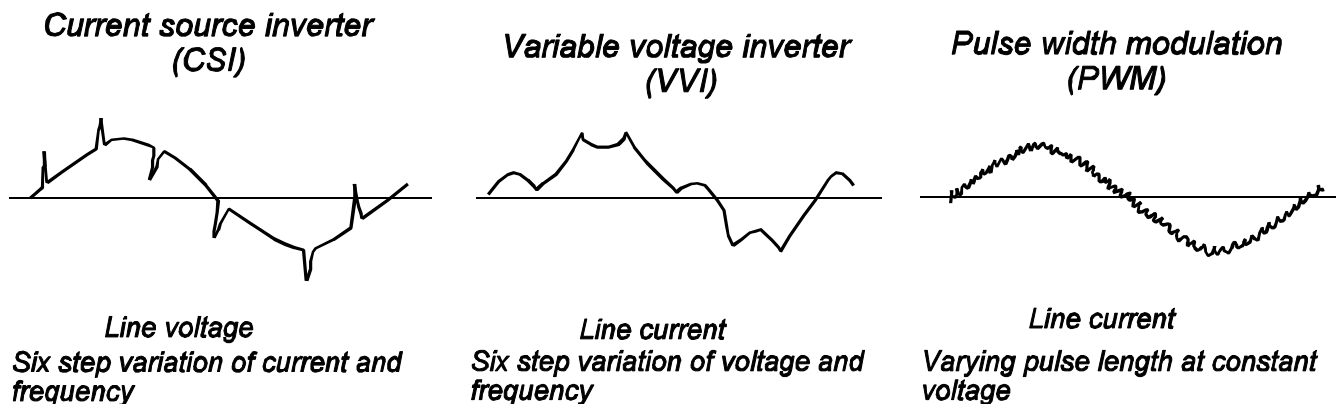 Current source inverter
(CSI)
Variable voltage inverter
(VVI)
Pulse width modulation
(PWM)
Line voltage
Six step variation of current and
frequency
Line current
Six step variation of voltage and
frequency
Line current
Varying pulse length at constant
voltage